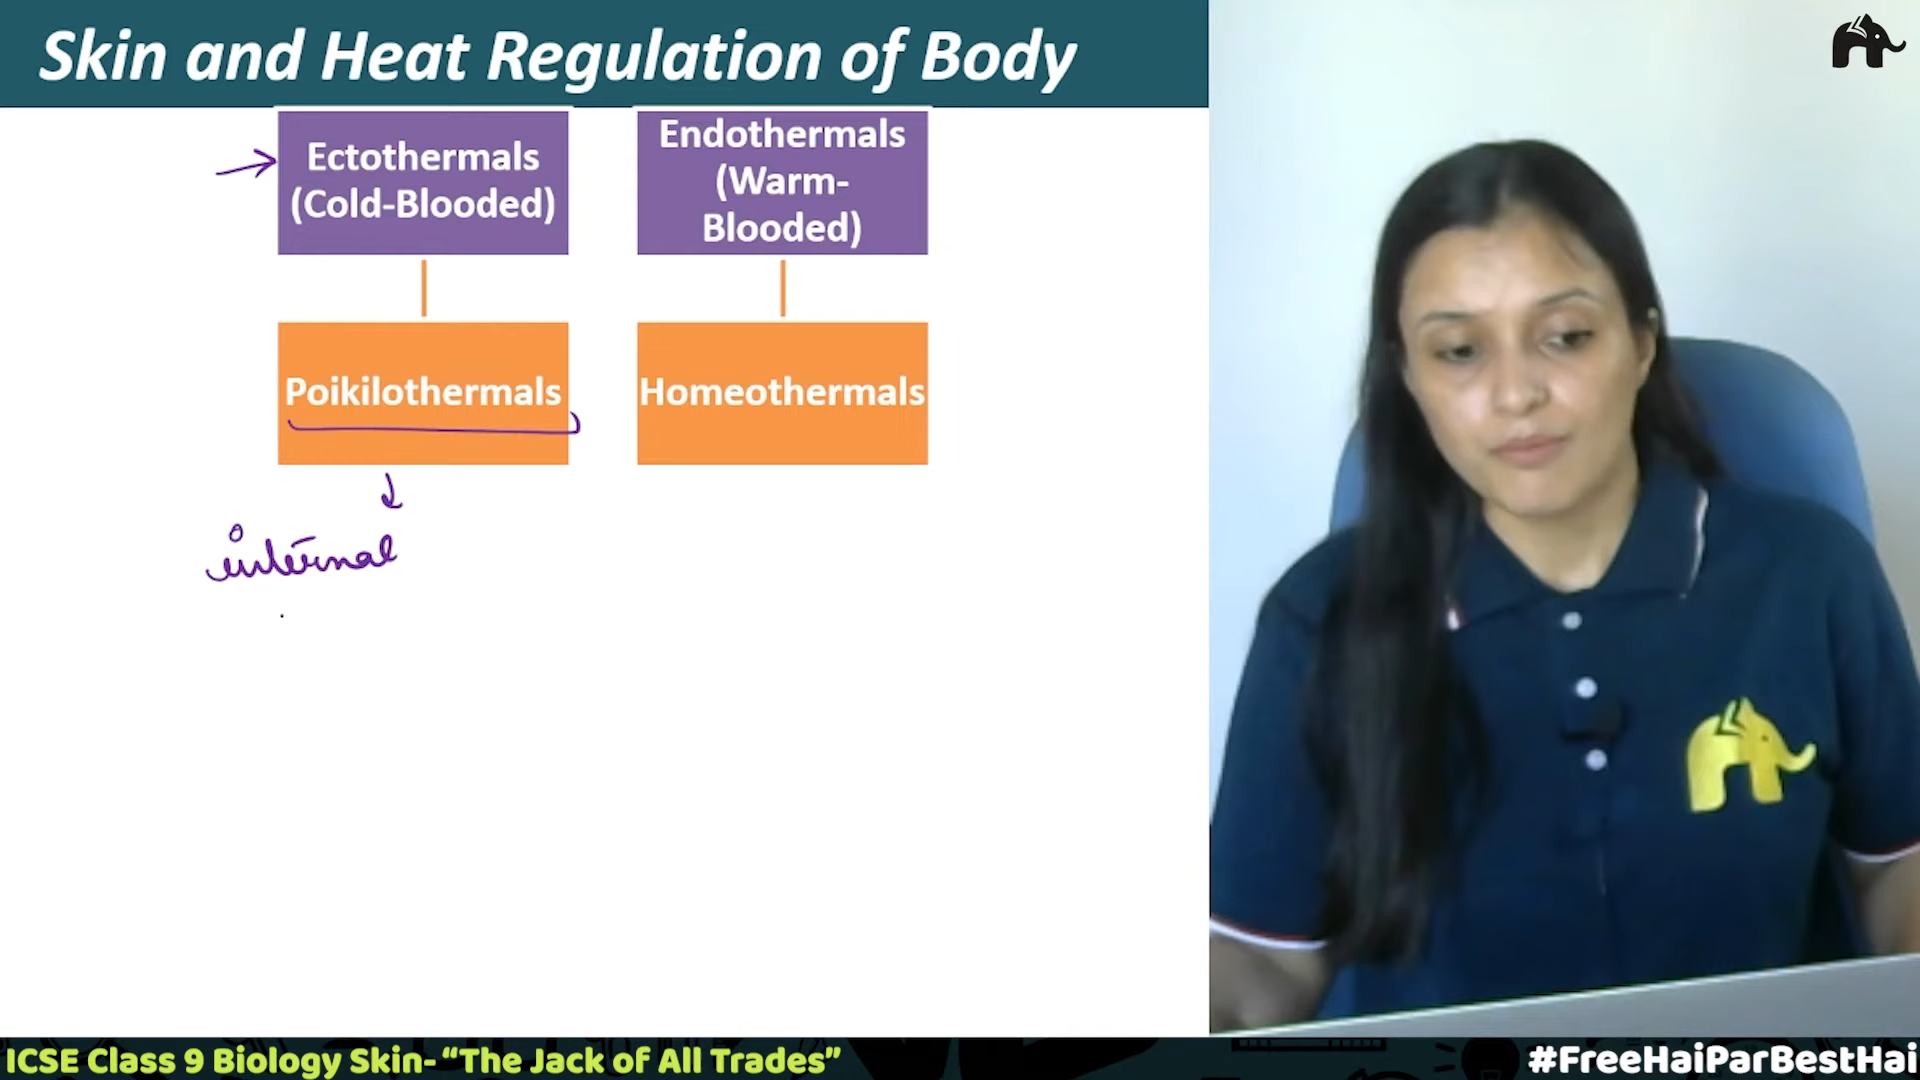 Skin and Heat Regulation of Body
Ectothermals
(Cold-Blooded)
Endothermals
(Warm-
Blooded)
Poikilothermals
Homeothermals
internal
ICSE Class 9 Biology Skin- “The Jack of All Trades”
#FreeHaiParBestHai